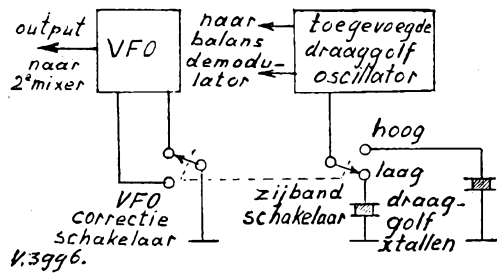 output
naar
2e mixer
VFO
naar
balans
demodu-
lator
toegevoegde
draaggolf
oscillator
hoog
laag
VFO
correctie
schakelaar
zijband
schakelaar
draag-
golf
xtallen
V.3996.